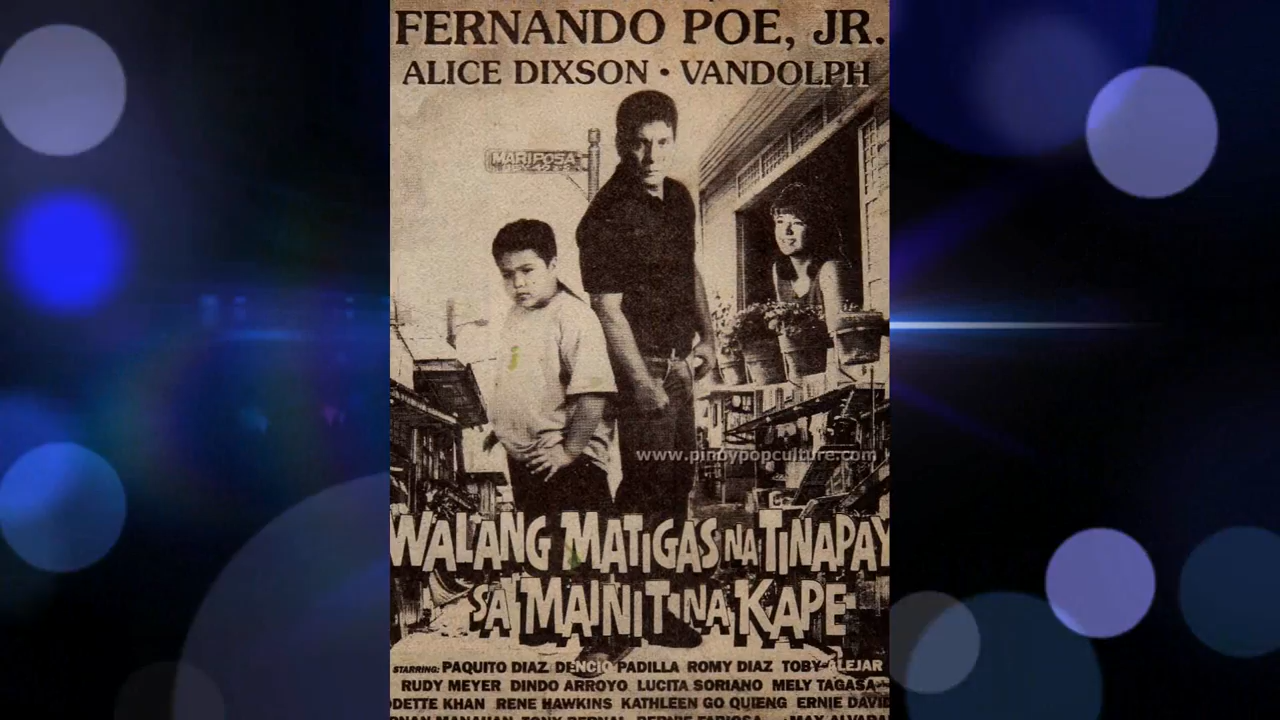 FERNANDO POE, JR.
ALICE DIXSON • VANDOLPH
MARIPOSA
www.pinoypopculture.com
WALANG MATIGAS NA TINAPAY
SA MAINIT NA KAPE
STARRING: PAQUITO DIAZ DENCIO PADILLA ROMY DIAZ TOBY ALEJAR
RUDY MEYER DINDO ARROYO LUCITA SORIANO MELY TAGASA
ODETTE KHAN RENE HAWKINS KATHLEEN GO QUIENG ERNIE DAVID